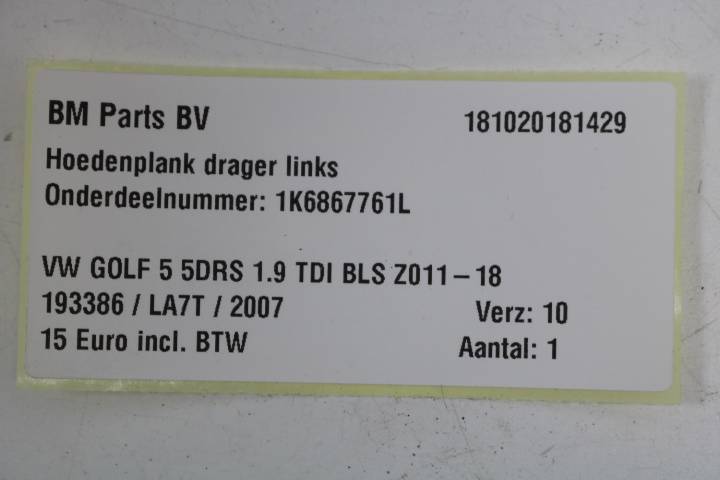 BM Parts BV 181020181429
Hoedenplank drager links
Onderdeelnummer: 1K6867761L
VW GOLF 5 5DRS 1.9 TDI BLS Z011-18
193386 / LA7T / 2007 Verz: 10
15 Euro incl. BTW Aantal: 1